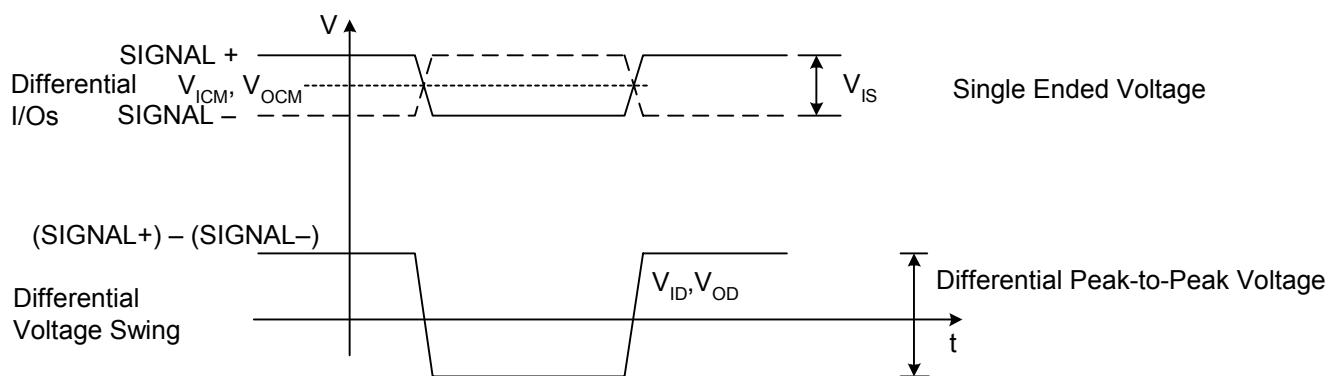 V
SIGNAL +
Differential I/Os
V_ICM, V_OCM
SIGNAL –
V_IS
Single Ended Voltage
(SIGNAL+) – (SIGNAL–)
V_ID,V_OD
Differential Peak-to-Peak Voltage
Differential
Voltage Swing
t